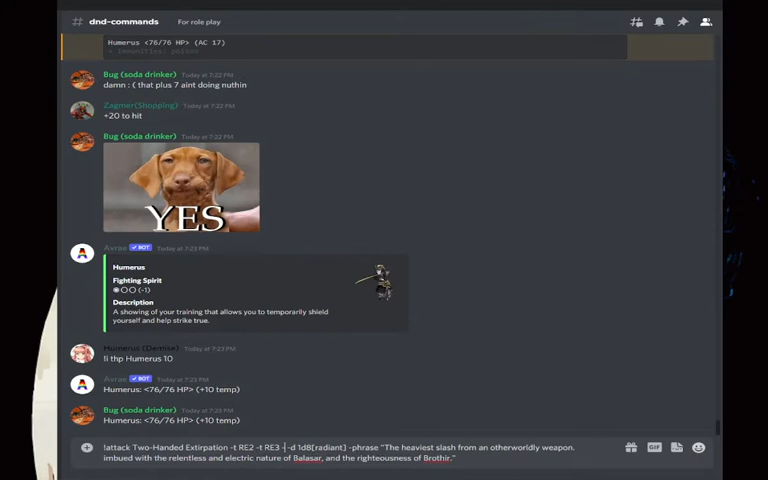 # dnd-commands For role play
Humerus <76/76 HP> (AC 17)
Bug (soda drinker) Today at 7:22 PM
damn : ( that plus 7 aint doing nuthin
Zagmer(Shopping) Today at 7:22 PM
+20 to hit
Bug (soda drinker) Today at 7:22 PM
YES
Avrae BOT Today at 7:23 PM
Humerus
Fighting Spirit
◉〇〇 (-1)
Description
A showing of your training that allows you to temporarily shield
yourself and help strike true.
Humerus (Demise) Today at 7:23 PM
!i thp Humerus 10
Avrae BOT Today at 7:23 PM
Humerus: <76/76 HP> (+10 temp)
Bug (soda drinker) Today at 7:23 PM
Humerus: <76/76 HP> (+10 temp)
!attack Two-Handed Extirpation -t RE2 -t RE3 -d 1d8[radiant] -phrase "The heaviest slash from an otherworldly weapon.
imbued with the relentless and electric nature of Balasar, and the righteousness of Brothir."
GIF